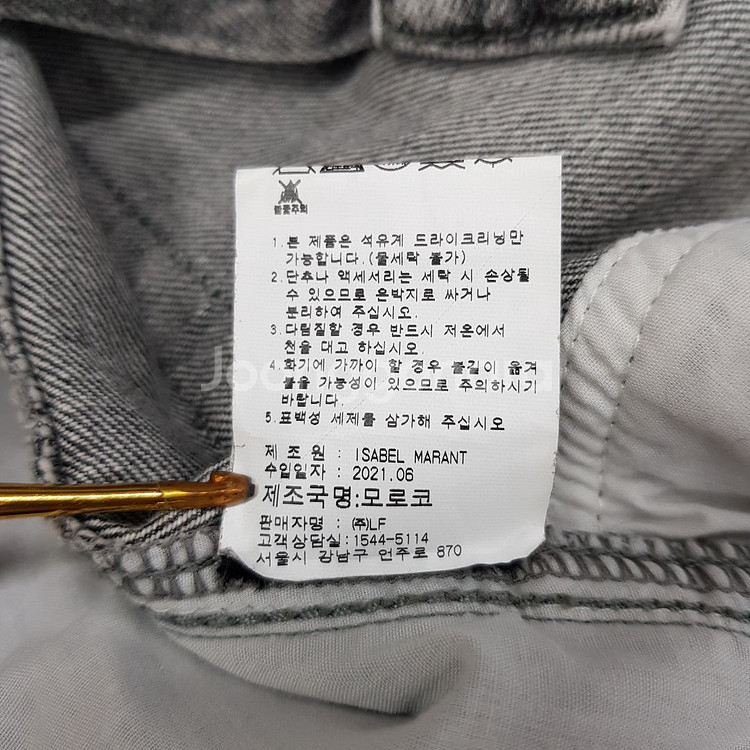 불꽃주의
1. 본 제품은 석유계 드라이크리닝만
가능합니다.(물세탁 불가)
2. 단추나 액세서리는 세탁 시 손상될
수 있으므로 은박지로 싸거나
분리하여 주십시오.
3. 다림질할 경우 반드시 저온에서
천을 대고 하십시오.
4. 화기에 가까이 할 경우 불길이 옮겨
붙을 가능성이 있으므로 주의하시기
바랍니다.
5. 표백성 세제를 삼가해 주십시오
제 조 원 : ISABEL MARANT
수입일자 : 2021.06
제조국명:모로코
판매자명 : ㈜LF
고객상담실:1544-5114
서울시 강남구 언주로 870